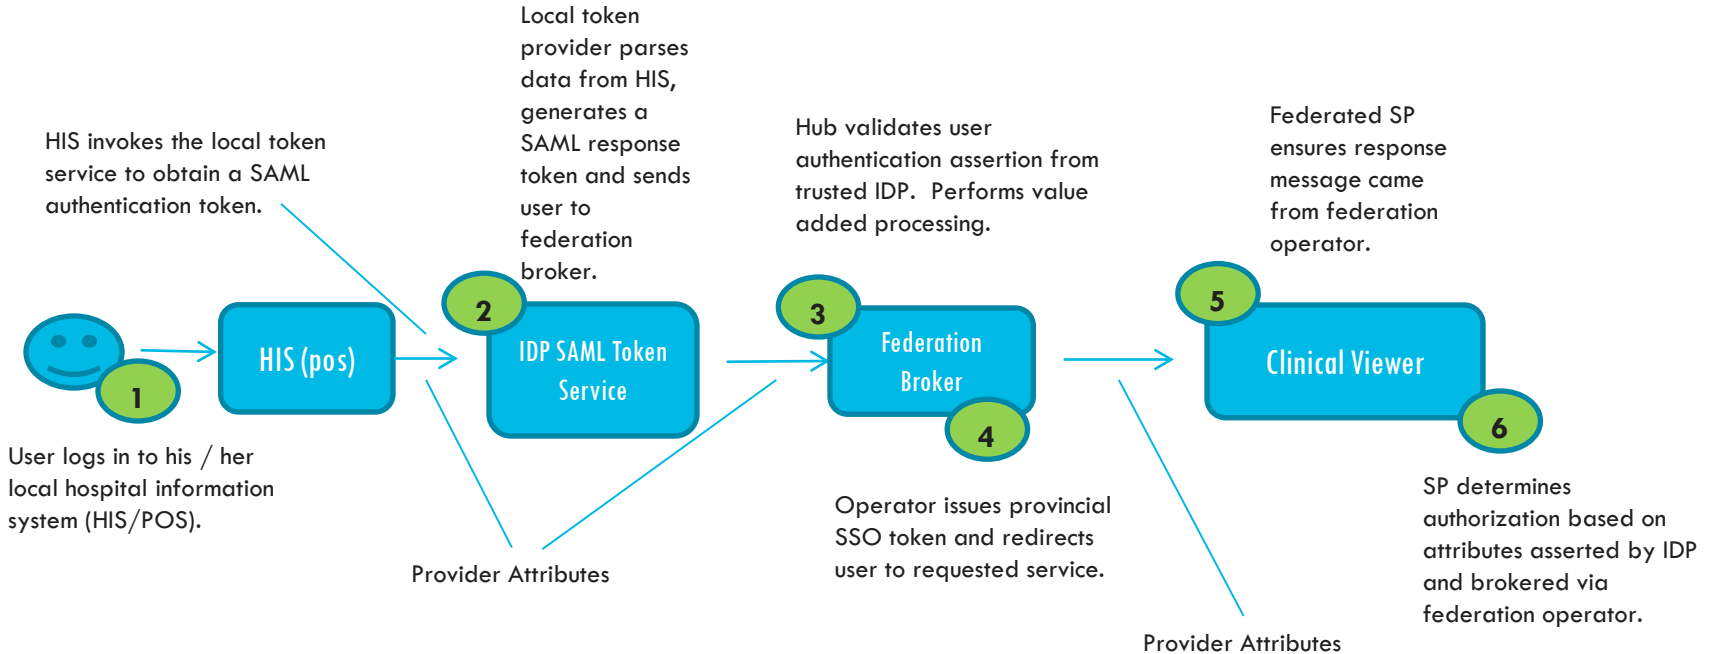 Local token
provider parses
data from HIS,
generates a
SAML response
token and sends
user to
federation
broker.
HIS invokes the local token
service to obtain a SAML
authentication token.
Hub validates user
authentication assertion from
trusted IDP.  Performs value
added processing.
Federated SP
ensures response
message came
from federation
operator.
1
HIS (pos)
2
IDP SAML Token
Service
3
Federation
Broker
4
5
Clinical Viewer
6
User logs in to his / her
local hospital information
system (HIS/POS).
Provider Attributes
Operator issues provincial
SSO token and redirects
user to requested service.
SP determines
authorization based on
attributes asserted by IDP
and brokered via
federation operator.
Provider Attributes